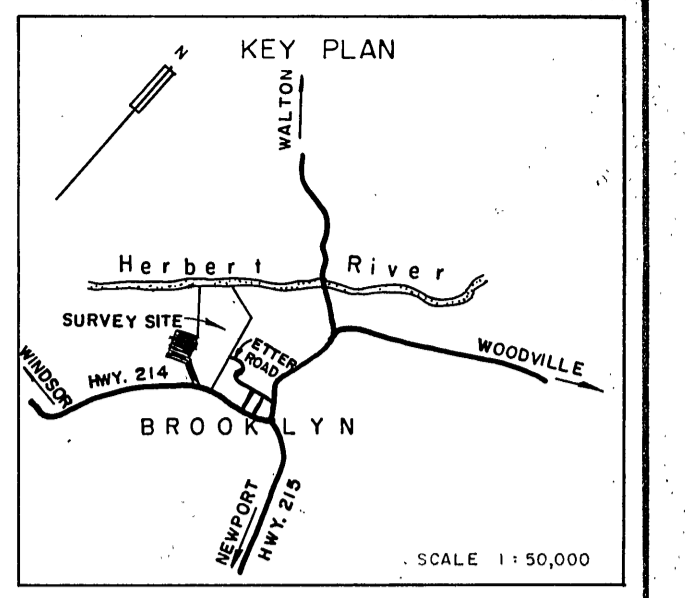 N
KEY PLAN
WALTON
Herbert River
SURVEY SITE
ETTER
ROAD
WOODVILLE
WINDSOR
HWY. 214
BROOKLYN
NEWPORT
HWY. 215
SCALE 1:50,000